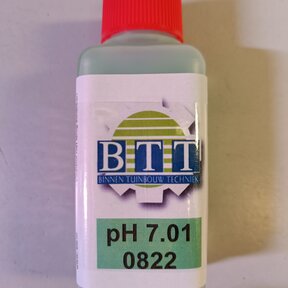 BTT
BINNEN TUINBOUW TECHNIEK
pH 7.01
0822